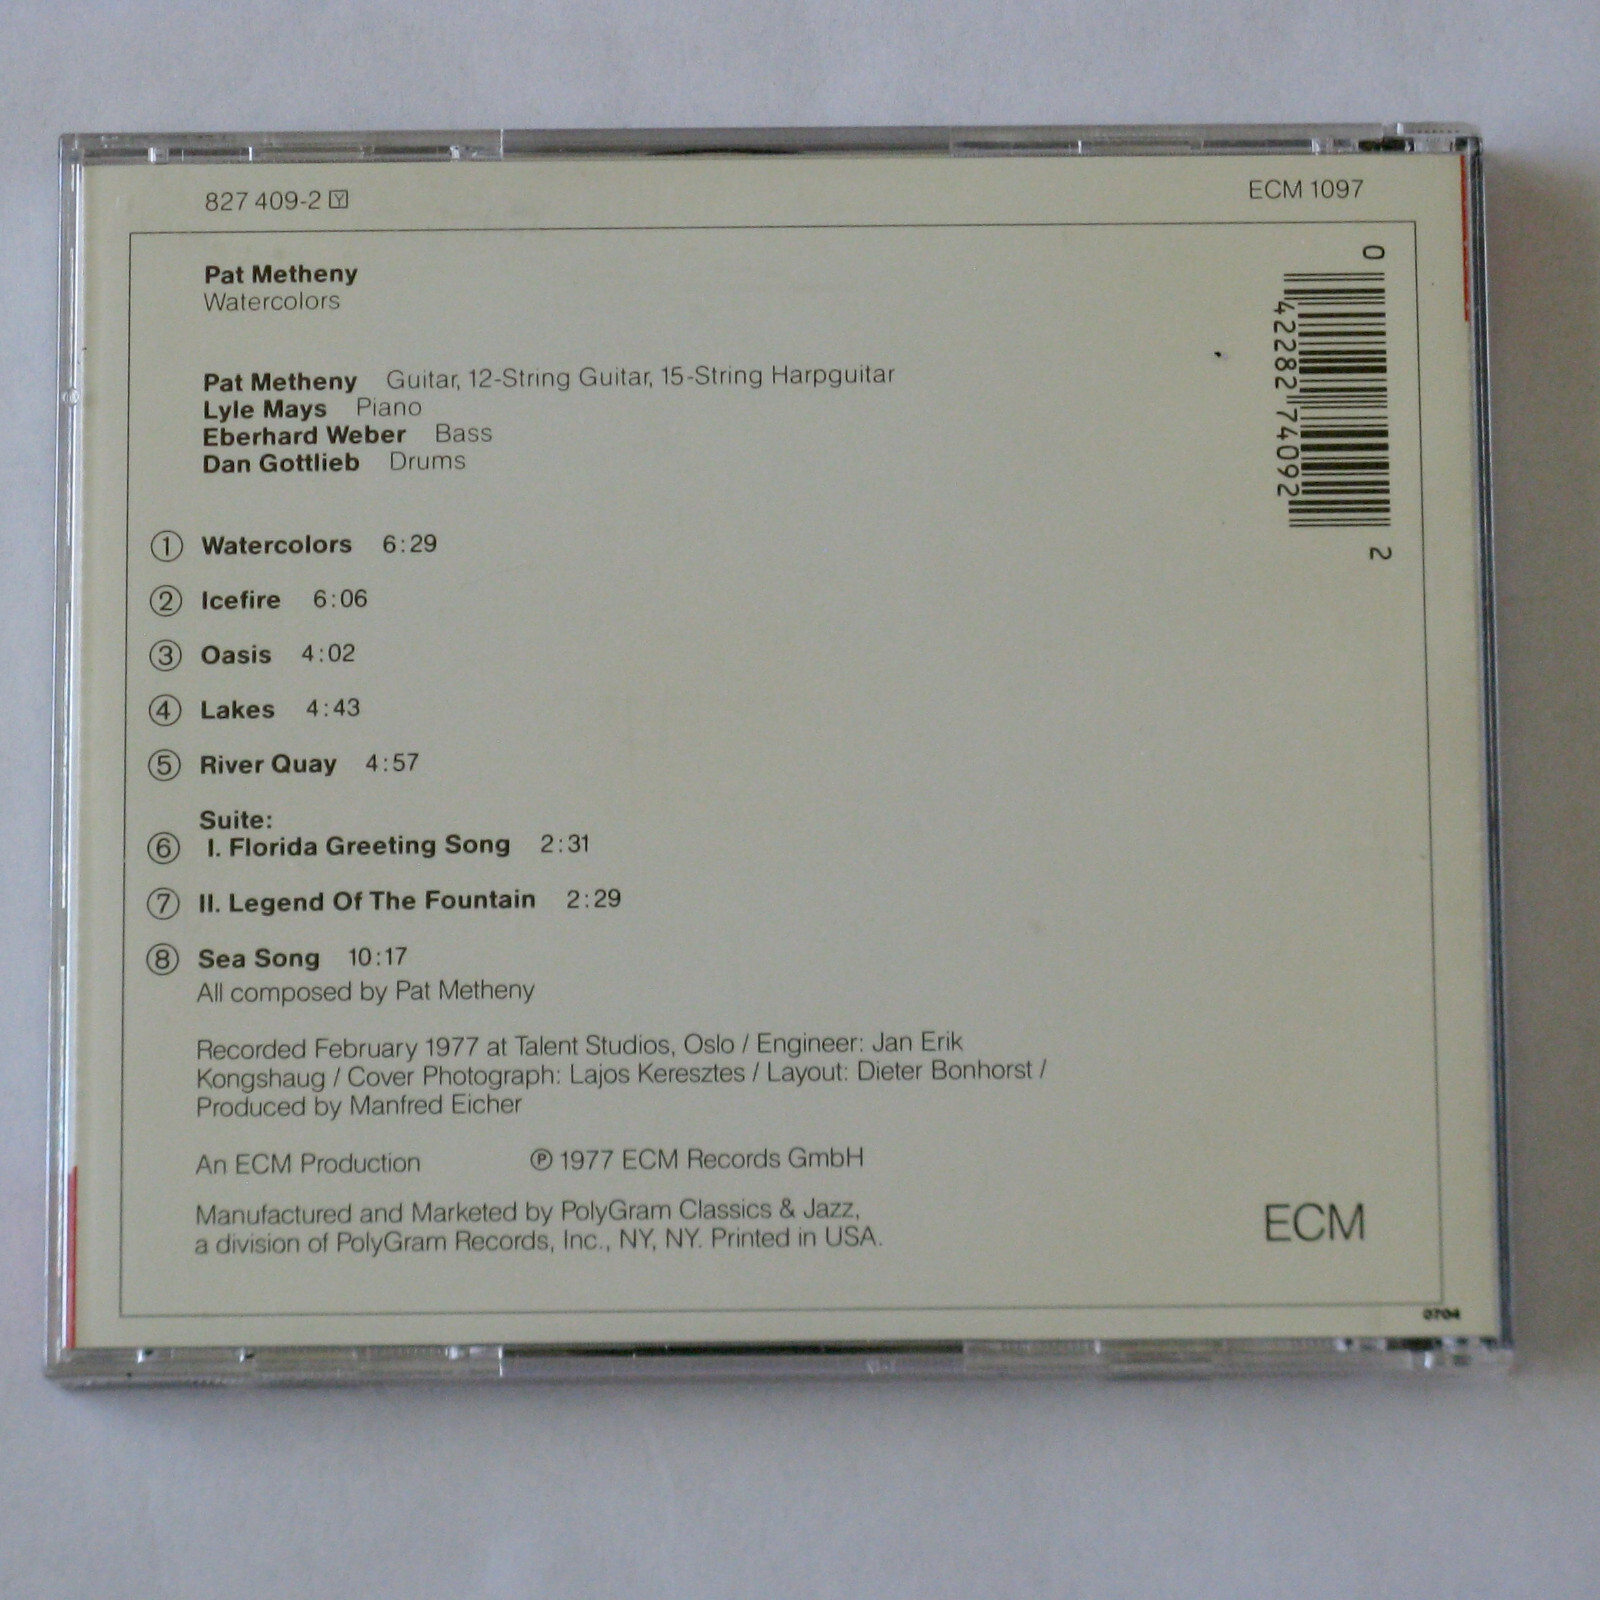 827 409-2 Y
ECM 1097
Pat Metheny
Watercolors
Pat Metheny Guitar, 12-String Guitar, 15-String Harpguitar
Lyle Mays Piano
Eberhard Weber Bass
Dan Gottlieb Drums
0 42282 74092 2
① Watercolors 6:29
② Icefire 6:06
③ Oasis 4:02
④ Lakes 4:43
⑤ River Quay 4:57
Suite:
⑥ I. Florida Greeting Song 2:31
⑦ II. Legend Of The Fountain 2:29
⑧ Sea Song 10:17
All composed by Pat Metheny
Recorded February 1977 at Talent Studios, Oslo / Engineer: Jan Erik
Kongshaug / Cover Photograph: Lajos Keresztes / Layout: Dieter Bonhorst /
Produced by Manfred Eicher
An ECM Production ℗ 1977 ECM Records GmbH
Manufactured and Marketed by PolyGram Classics & Jazz,
a division of PolyGram Records, Inc., NY, NY. Printed in USA.
ECM
0704